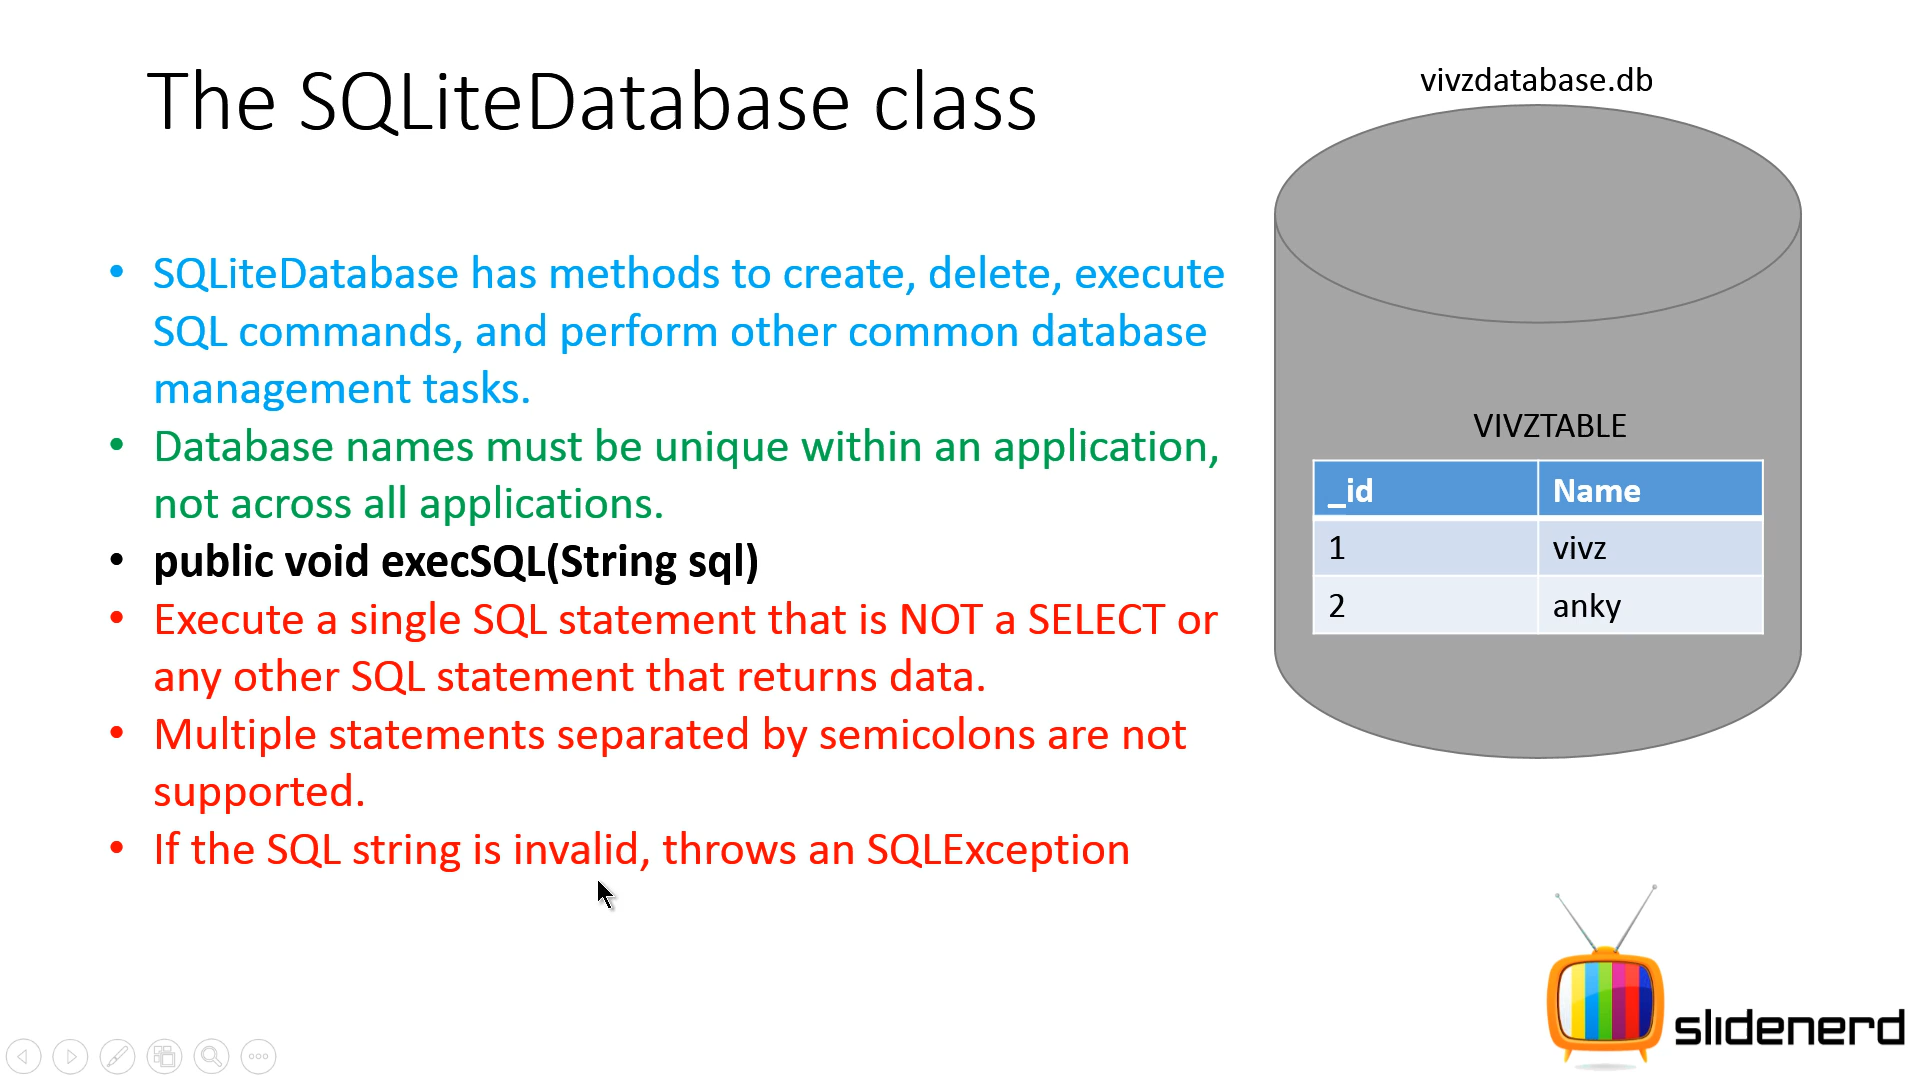 The SQLiteDatabase class
• SQLiteDatabase has methods to create, delete, execute
SQL commands, and perform other common database
management tasks.
• Database names must be unique within an application,
not across all applications.
• public void execSQL(String sql)
• Execute a single SQL statement that is NOT a SELECT or
any other SQL statement that returns data.
• Multiple statements separated by semicolons are not
supported.
• If the SQL string is invalid, throws an SQLException
vivzdatabase.db
VIVZTABLE
_id Name
1 vivz
2 anky
slidenerd